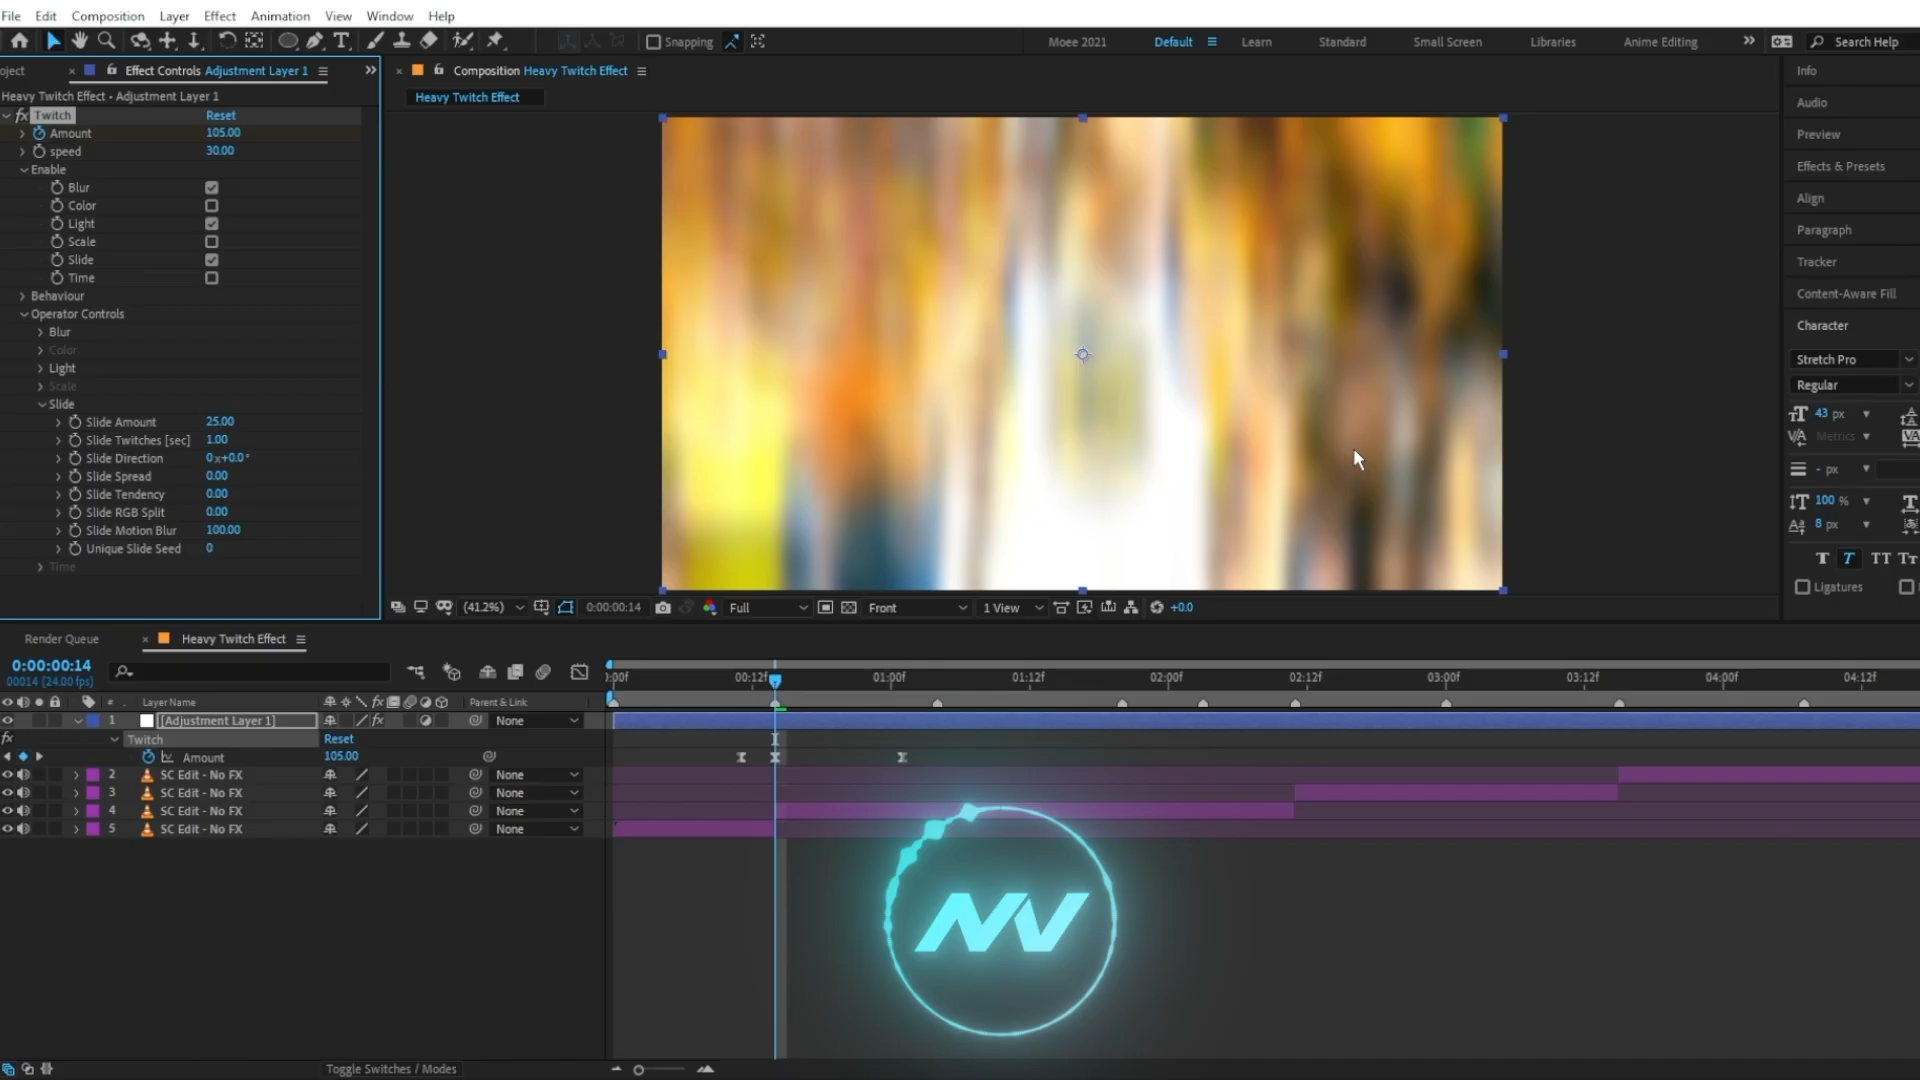 File Edit Composition Layer Effect Animation View Window Help
Snapping
Moee 2021 Default Learn Standard Small Screen Libraries Anime Editing Search Help
oject Effect Controls Adjustment Layer 1
Composition Heavy Twitch Effect
Heavy Twitch Effect - Adjustment Layer 1
Heavy Twitch Effect
fx Twitch Reset
Amount 105.00
speed 30.00
Enable
Blur
Color
Light
Scale
Slide
Time
Behaviour
Operator Controls
Blur
Color
Light
Scale
Slide
Slide Amount 25.00
Slide Twitches [sec] 1.00
Slide Direction 0x+0.0°
Slide Spread 0.00
Slide Tendency 0.00
Slide RGB Split 0.00
Slide Motion Blur 100.00
Unique Slide Seed 0
Time
(41.2%) 0:00:00:14 Full Front 1 View +0.0
Info
Audio
Preview
Effects & Presets
Align
Paragraph
Tracker
Content-Aware Fill
Character
Stretch Pro
Regular
43 px
Metrics
- px
100 %
8 px
T T TT Tr
Ligatures
Render Queue Heavy Twitch Effect
0:00:00:14
00014 (24.00 fps)
:00f 00:12f 01:00f 01:12f 02:00f 02:12f 03:00f 03:12f 04:00f 04:12f
# Layer Name fx Parent & Link
1 [Adjustment Layer 1] fx None
fx Twitch Reset
Amount 105.00
2 SC Edit - No FX None
3 SC Edit - No FX None
4 SC Edit - No FX None
5 SC Edit - No FX None
Toggle Switches / Modes